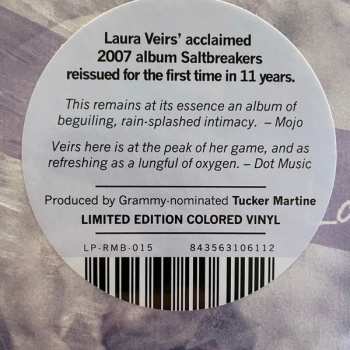 Laura Veirs' acclaimed
2007 album Saltbreakers
reissued for the first time in 11 years.
This remains at its essence an album of
beguiling, rain-splashed intimacy. – Mojo
Veirs here is at the peak of her game, and as
refreshing as a lungful of oxygen. – Dot Music
Produced by Grammy-nominated Tucker Martine
LIMITED EDITION COLORED VINYL
LP-RMB-015 843563106112